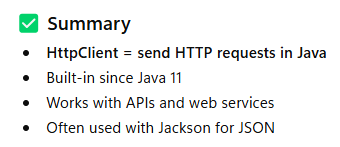 ✅ Summary
• HttpClient = send HTTP requests in Java
• Built-in since Java 11
• Works with APIs and web services
• Often used with Jackson for JSON